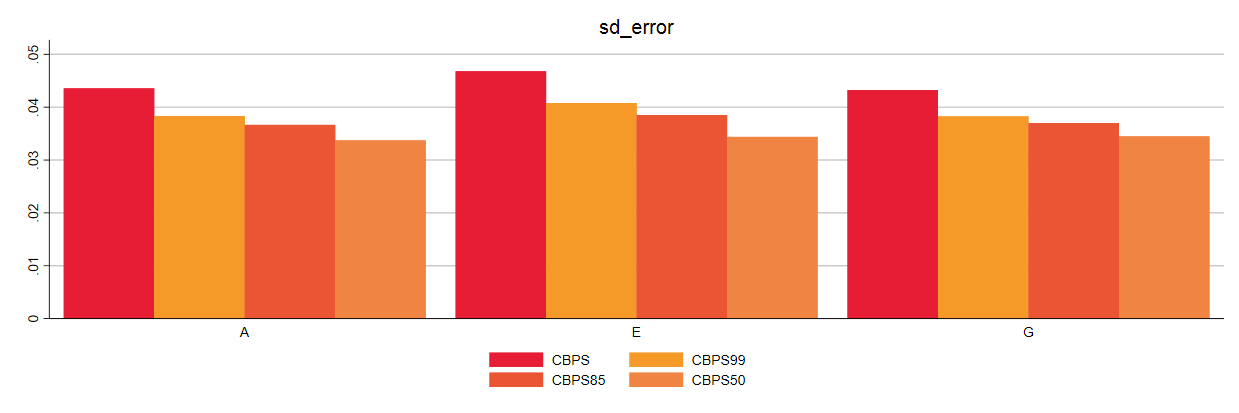 sd_error
.05
.04
.03
.02
.01
0
A E G
CBPS CBPS99
CBPS85 CBPS50